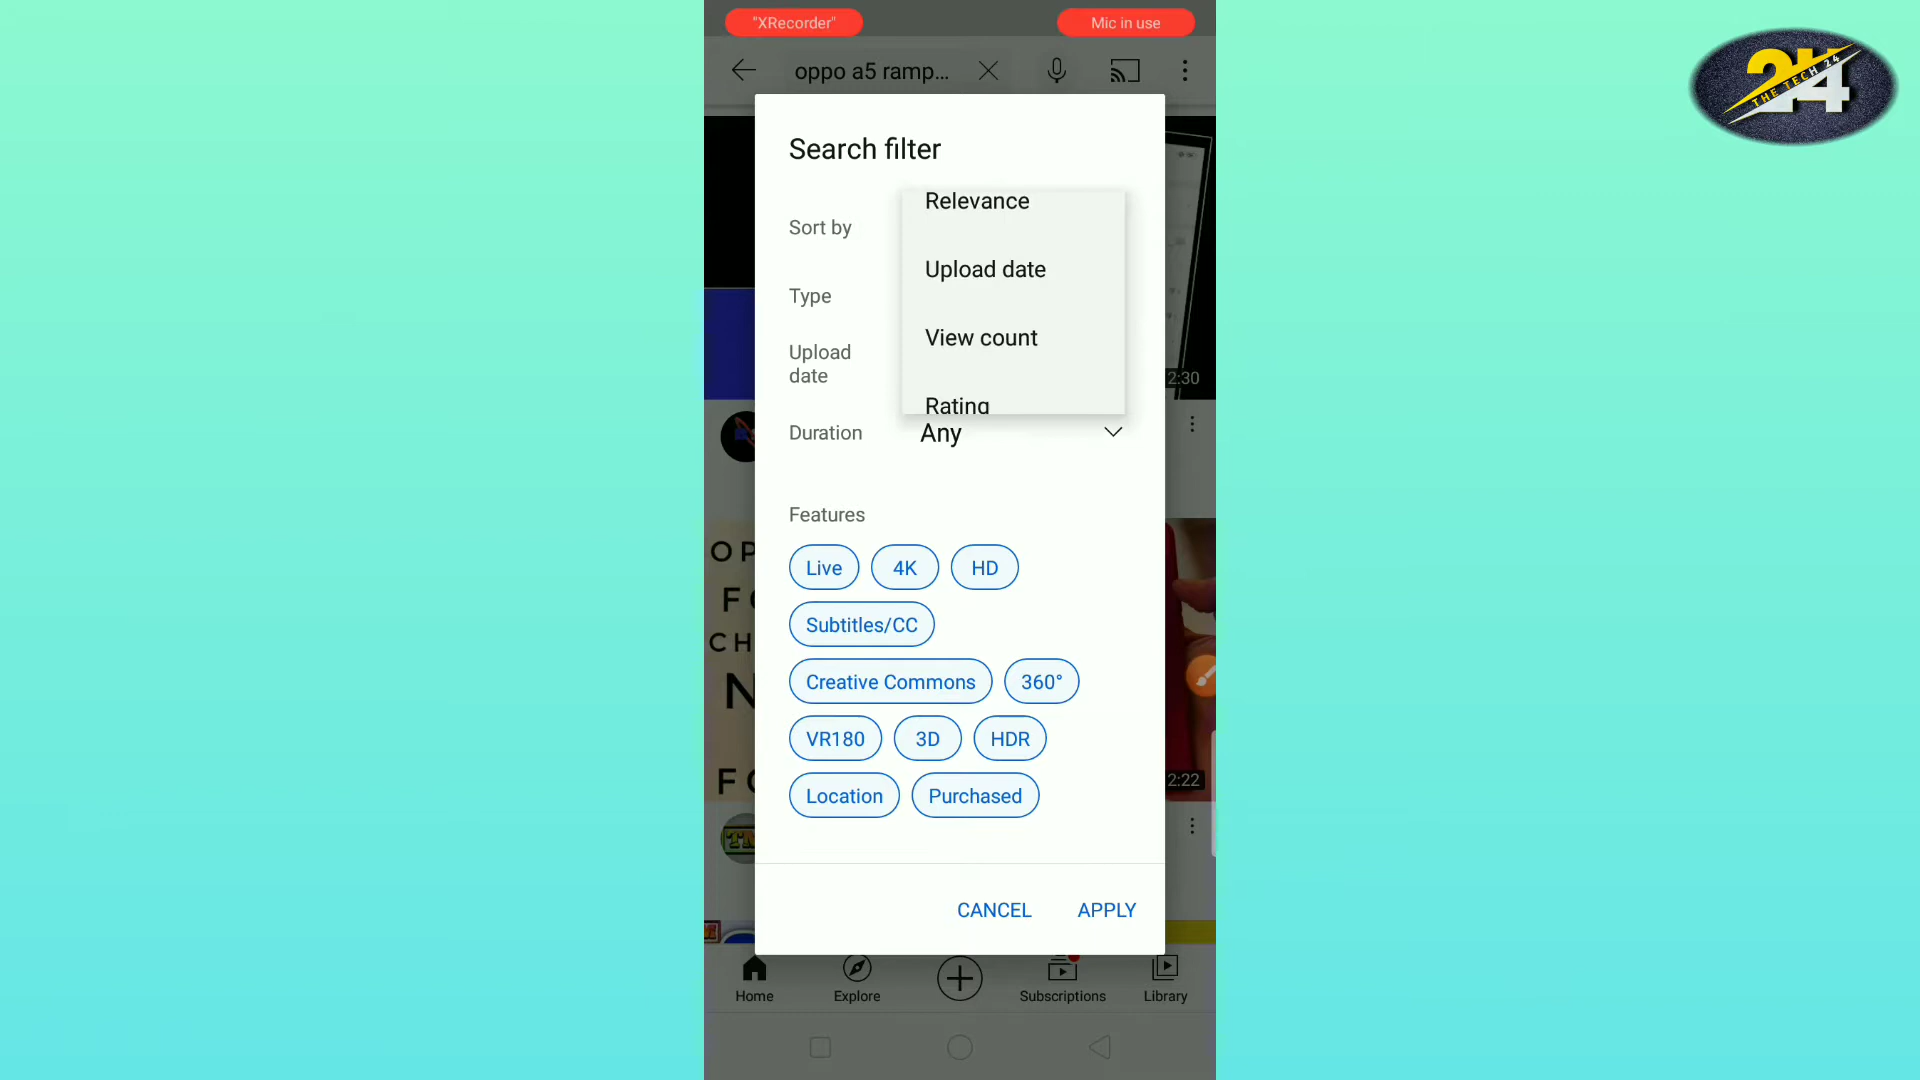 "XRecorder"
Mic in use
oppo a5 ramp...
24
THE TECH 24
Search filter
Relevance
Sort by
Upload date
Type
View count
Upload
date
2:30
Rating
Duration
Any
Features
Live
4K
HD
Subtitles/CC
Creative Commons
360°
VR180
3D
HDR
2:22
Location
Purchased
CANCEL
APPLY
Home
Explore
Subscriptions
Library